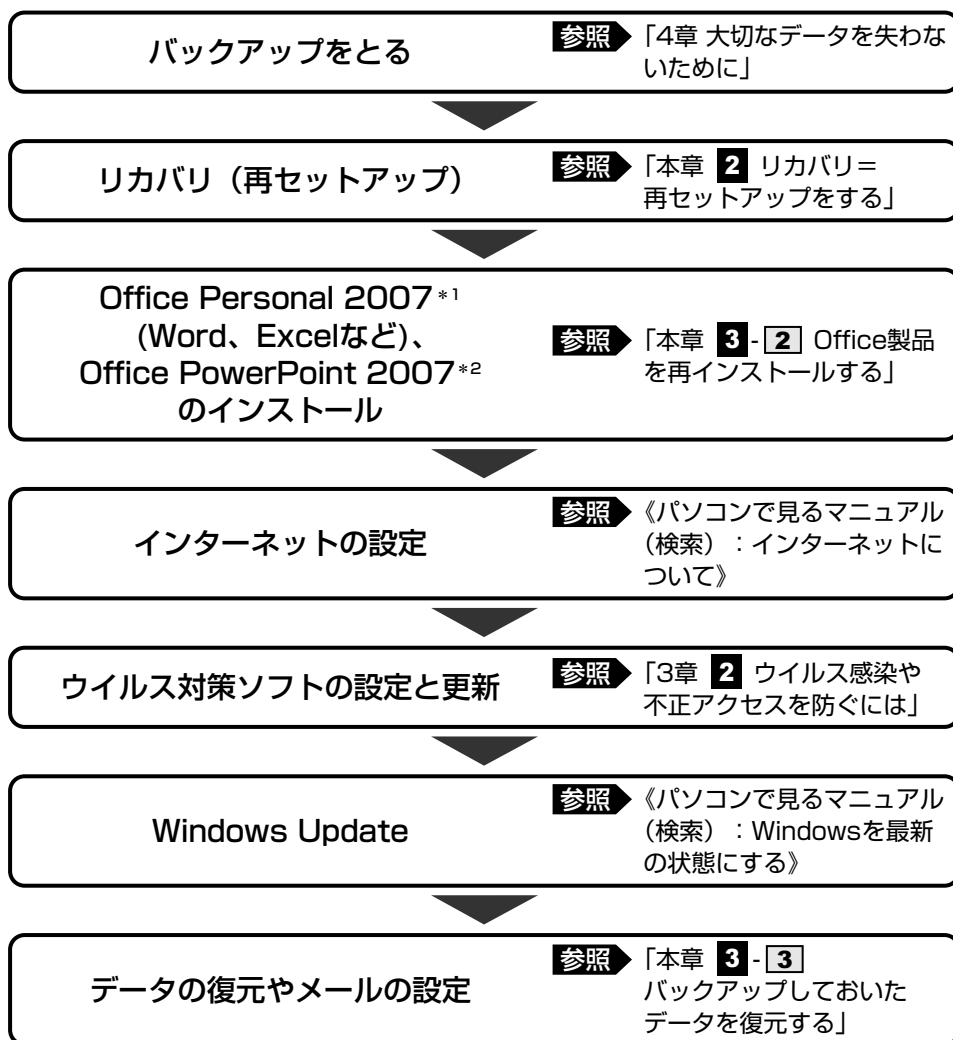 バックアップをとる
参照 「4章 大切なデータを失わな
いために」
リカバリ（再セットアップ）
参照 「本章 2 リカバリ＝
再セットアップをする」
Office Personal 2007*1
(Word、Excelなど)、
Office PowerPoint 2007*2
のインストール
参照 「本章 3 - 2 Office製品
を再インストールする」
インターネットの設定
参照 《パソコンで見るマニュアル
（検索）：インターネットに
ついて》
ウイルス対策ソフトの設定と更新
参照 「3章 2 ウイルス感染や
不正アクセスを防ぐには」
Windows Update
参照 《パソコンで見るマニュアル
（検索）：Windowsを最新
の状態にする》
データの復元やメールの設定
参照 「本章 3 - 3
バックアップしておいた
データを復元する」